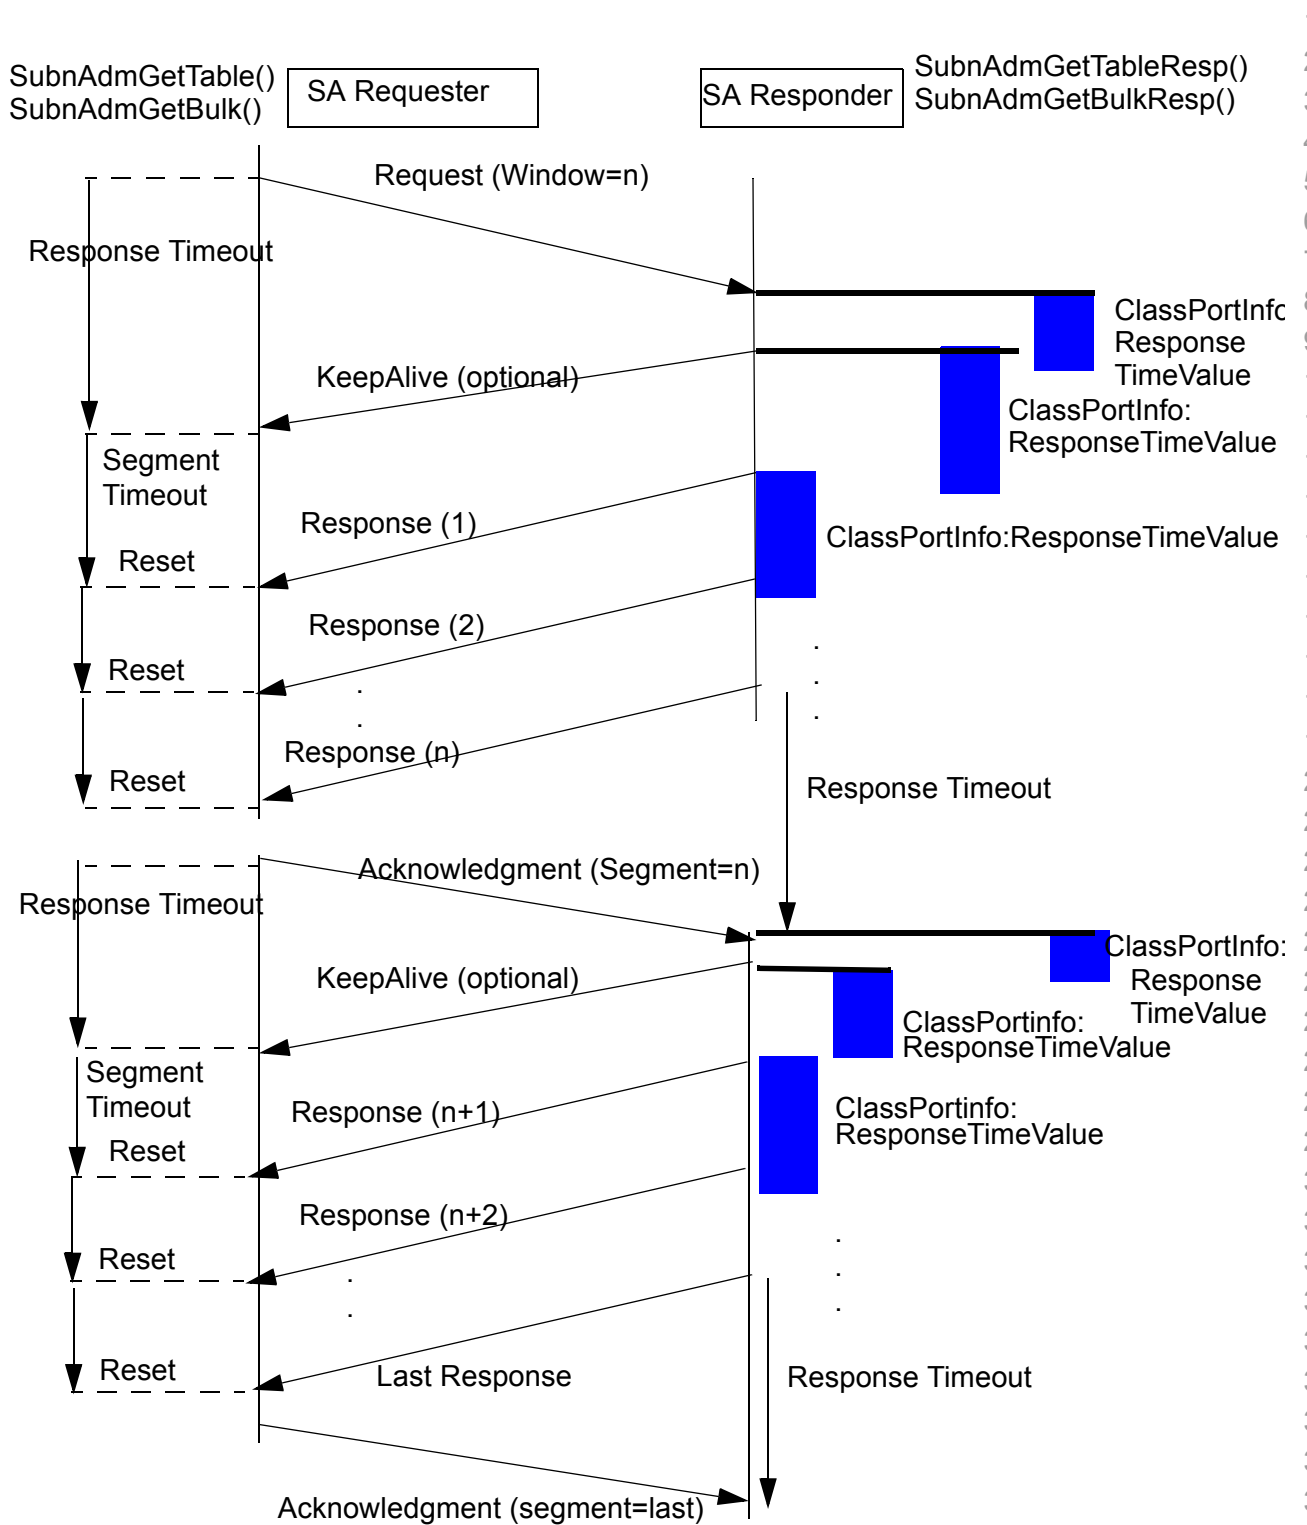 SubnAdmGetTable()
SubnAdmGetBulk()
SA Requester
SA Responder
SubnAdmGetTableResp()
SubnAdmGetBulkResp()
Request (Window=n)
Response Timeout
ClassPortInfo
Response
TimeValue
KeepAlive (optional)
ClassPortInfo:
ResponseTimeValue
Segment
Timeout
Response (1)
ClassPortInfo:ResponseTimeValue
Reset
Response (2)
Reset
Response (n)
Reset
Response Timeout
Acknowledgment (Segment=n)
Response Timeout
ClassPortInfo:
Response
TimeValue
KeepAlive (optional)
ClassPortinfo:
ResponseTimeValue
Segment
Timeout
Response (n+1)
ClassPortinfo:
ResponseTimeValue
Reset
Response (n+2)
Reset
Reset
Last Response
Response Timeout
Acknowledgment (segment=last)